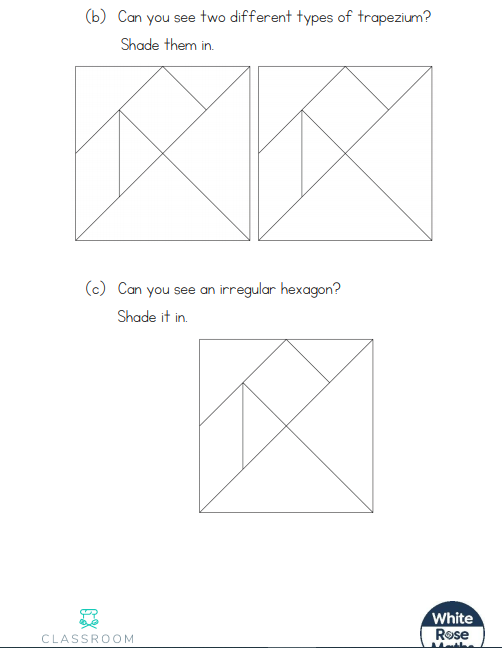 (b) Can you see two different types of trapezium?
Shade them in.
(c) Can you see an irregular hexagon?
Shade it in.
CLASSROOM
White
Rose
Maths